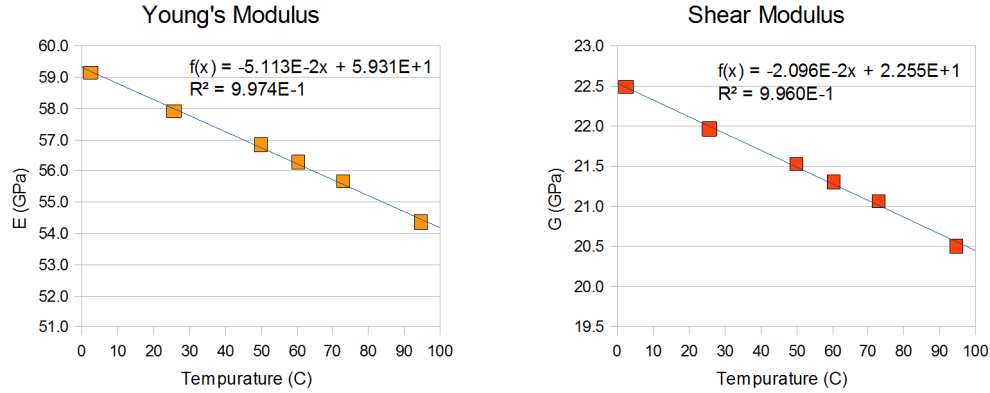 Young's Modulus
60.0
59.0
58.0
57.0
56.0
55.0
54.0
53.0
52.0
51.0
E (GPa)
f(x) = -5.113E-2x + 5.931E+1
R² = 9.974E-1
0 10 20 30 40 50 60 70 80 90 100
Tempurature (C)
Shear Modulus
23.0
22.5
22.0
21.5
21.0
20.5
20.0
19.5
G (GPa)
f(x) = -2.096E-2x + 2.255E+1
R² = 9.960E-1
0 10 20 30 40 50 60 70 80 90 100
Tempurature (C)